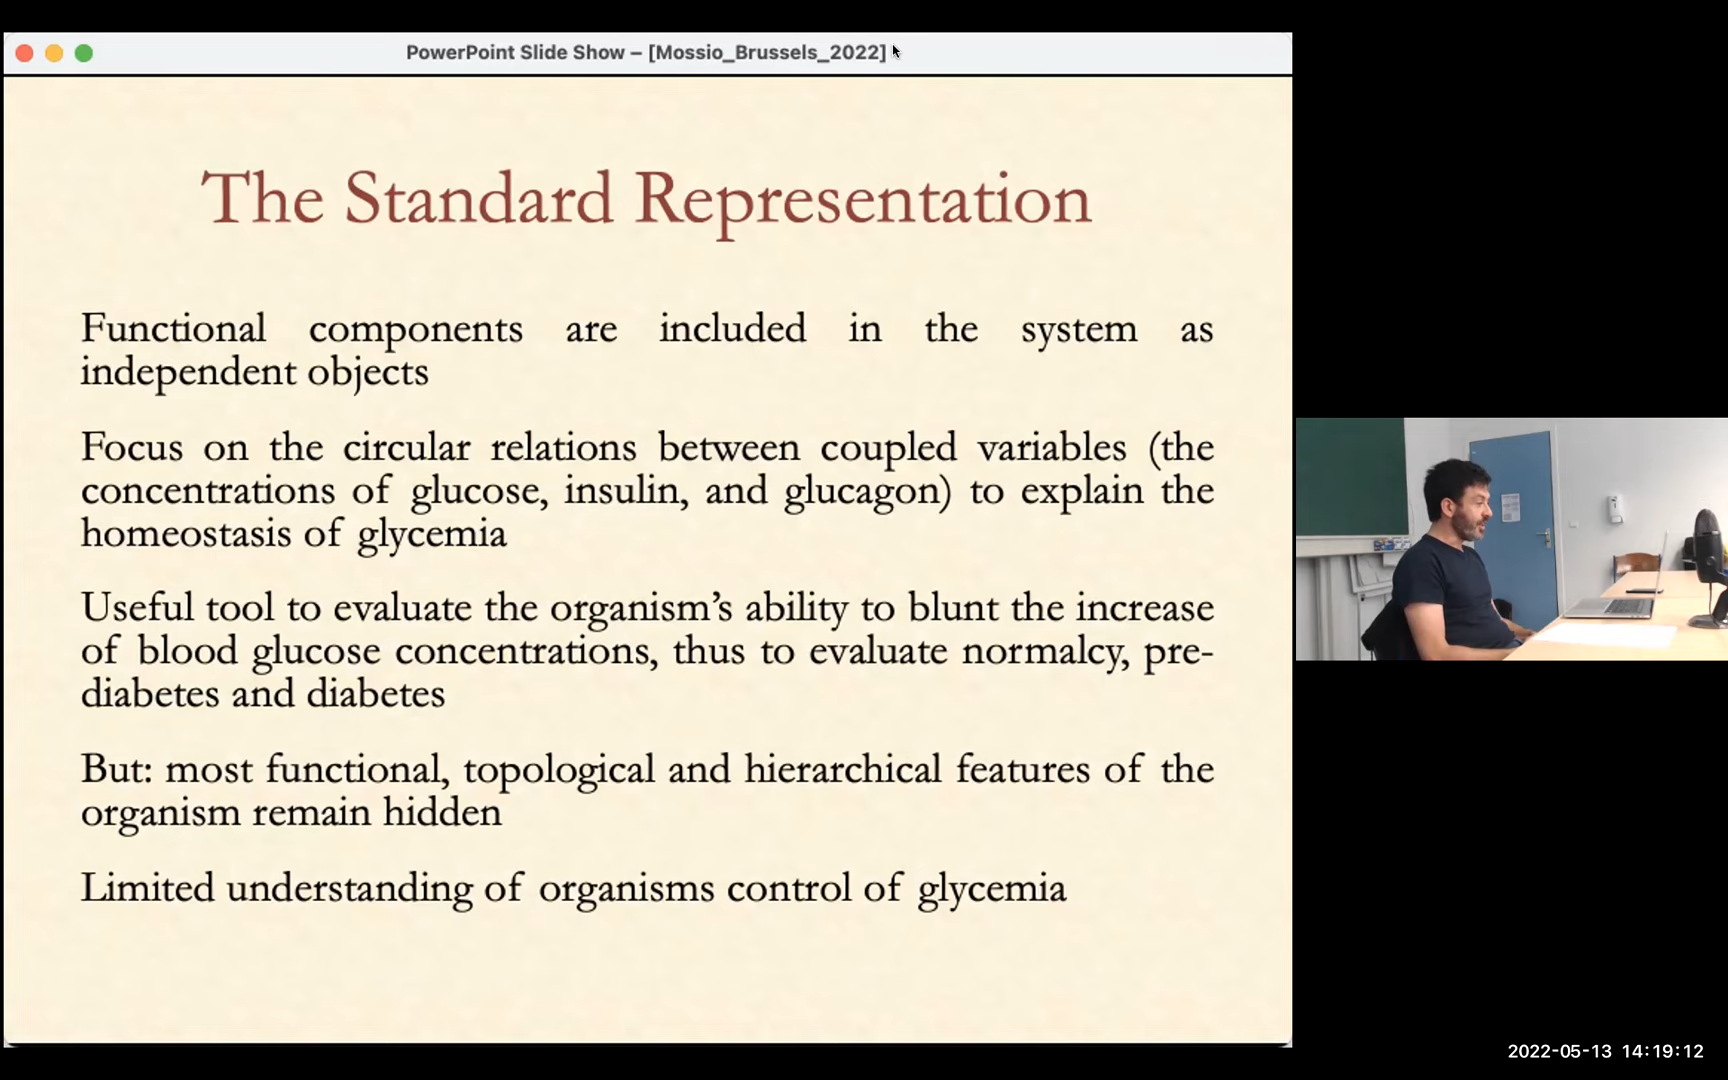 PowerPoint Slide Show – [Mossio_Brussels_2022]
The Standard Representation
Functional components are included in the system as
independent objects
Focus on the circular relations between coupled variables (the
concentrations of glucose, insulin, and glucagon) to explain the
homeostasis of glycemia
Useful tool to evaluate the organism’s ability to blunt the increase
of blood glucose concentrations, thus to evaluate normalcy, pre-
diabetes and diabetes
But: most functional, topological and hierarchical features of the
organism remain hidden
Limited understanding of organisms control of glycemia
2022-05-13 14:19:12